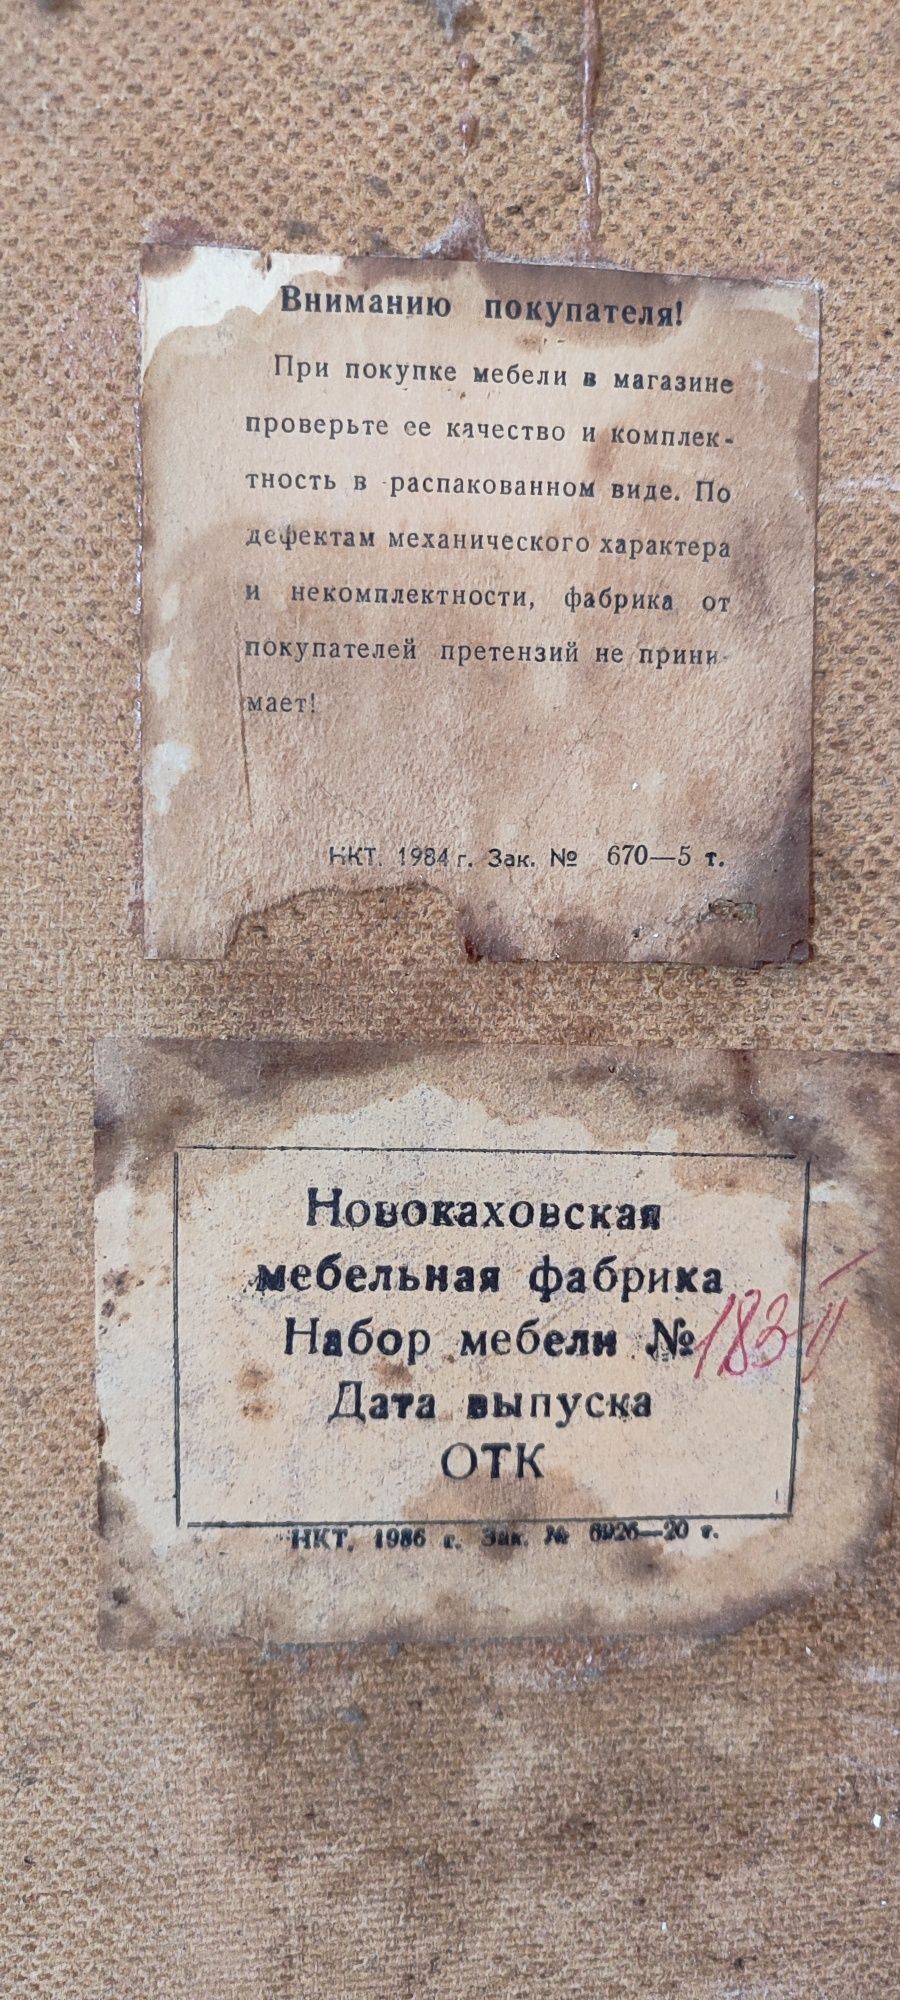 Вниманию покупателя!
При покупке мебели в магазине
проверьте ее качество и комплек-
тность в распакованном виде. По
дефектам механического характера
и некомплектности, фабрика от
покупателей претензий не прини-
мает!
НКТ. 1984 г. Зак. № 670—5 т.
Новокаховская
мебельная фабрика
Набор мебели № 183-II
Дата выпуска
ОТК
НКТ. 1986 г. Зак. № 6926—20 т.